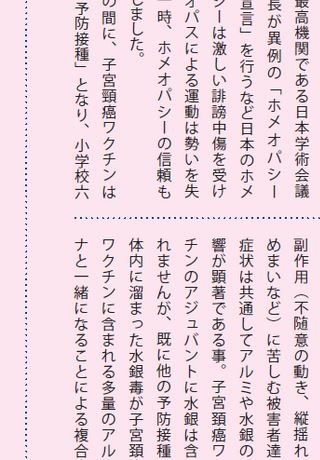 最高機関である日本学術会議
長が異例の「ホメオパシー
宣言」を行うなど日本のホメ
シーは激しい誹謗中傷を受け
オパスによる運動は勢いを失
一時、ホメオパシーの信頼も
しました。
の間に、子宮頸癌ワクチンは
予防接種」となり、小学校六
副作用（不随意の動き、縦揺れ
めまいなど）に苦しむ被害者達
症状は共通してアルミや水銀の
響が顕著である事。子宮頸癌ワ
チンのアジュバントに水銀は含
れませんが、既に他の予防接種
体内に溜まった水銀毒が子宮頸
ワクチンに含まれる多量のアル
ナと一緒になることによる複合